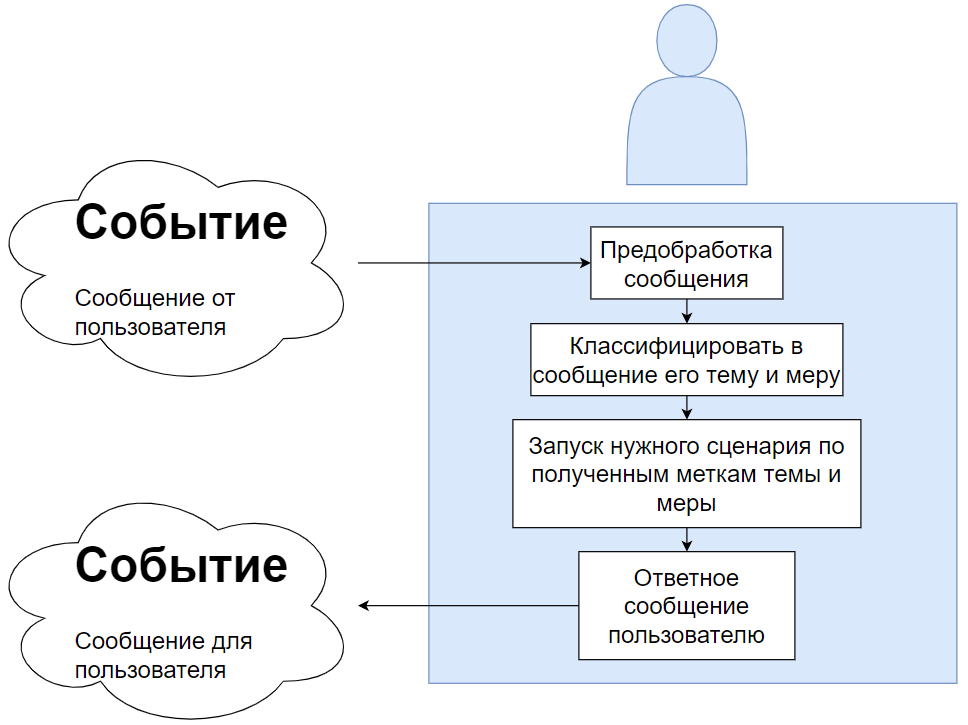 Событие
Сообщение от
пользователя
Предобработка
сообщения
Классифицировать в
сообщение его тему и меру
Запуск нужного сценария по
полученным меткам темы и
меры
Ответное
сообщение
пользователю
Событие
Сообщение для
пользователя